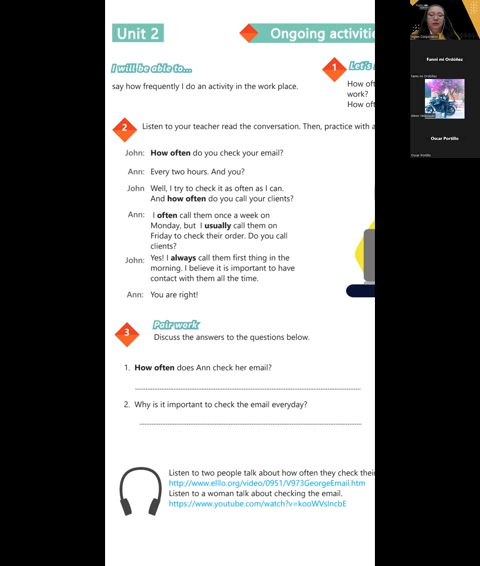 Unit 2
Ongoing activitie
I will be able to...
say how frequently I do an activity in the work place.
1
Let's
How oft
work?
How oft
2
Listen to your teacher read the conversation. Then, practice with a
John: How often do you check your email?
Ann: Every two hours. And you?
John Well, I try to check it as often as I can.
And how often do you call your clients?
Ann: I often call them once a week on
Monday, but I usually call them on
Friday to check their order. Do you call
clients?
John: Yes! I always call them first thing in the
morning. I believe it is important to have
contact with them all the time.
Ann: You are right!
3
Pair work
Discuss the answers to the questions below.
1. How often does Ann check her email?
2. Why is it important to check the email everyday?
Listen to two people talk about how often they check thei
http://www.elllo.org/video/0951/V973GeorgeEmail.htm
Listen to a woman talk about checking the email.
https://www.youtube.com/watch?v=kooWVsIncbE
Fanni mi Ordóñez
Fanni mi Ordóñez
Oscar Portillo
Oscar Portillo